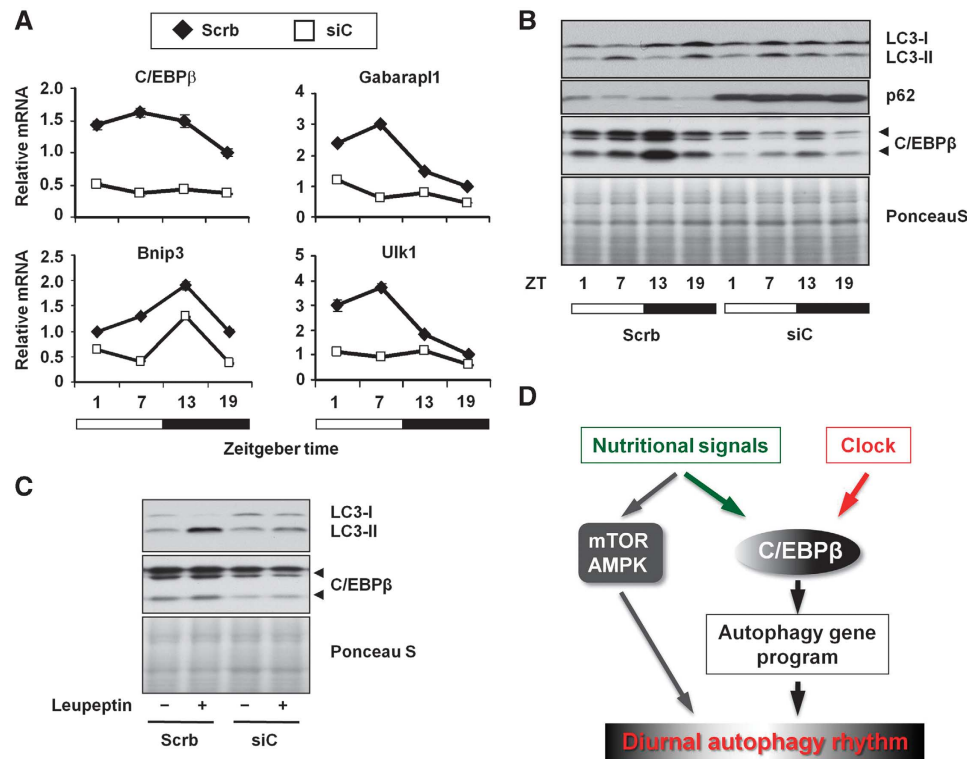 A
Scrb siC
C/EBPβ
Relative mRNA
2.0
1.5
1.0
0.5
0
Gabarapl1
4
3
2
1
0
Bnip3
Relative mRNA
2.5
2.0
1.5
1.0
0.5
0
1 7 13 19
Ulk1
5
4
3
2
1
0
1 7 13 19
Zeitgeber time
B
LC3-I
LC3-II
p62
C/EBPβ
PonceauS
ZT 1 7 13 19 1 7 13 19
Scrb siC
C
LC3-I
LC3-II
C/EBPβ
Ponceau S
Leupeptin − + − +
Scrb siC
D
Nutritional signals
Clock
mTOR
AMPK
C/EBPβ
Autophagy gene
program
Diurnal autophagy rhythm